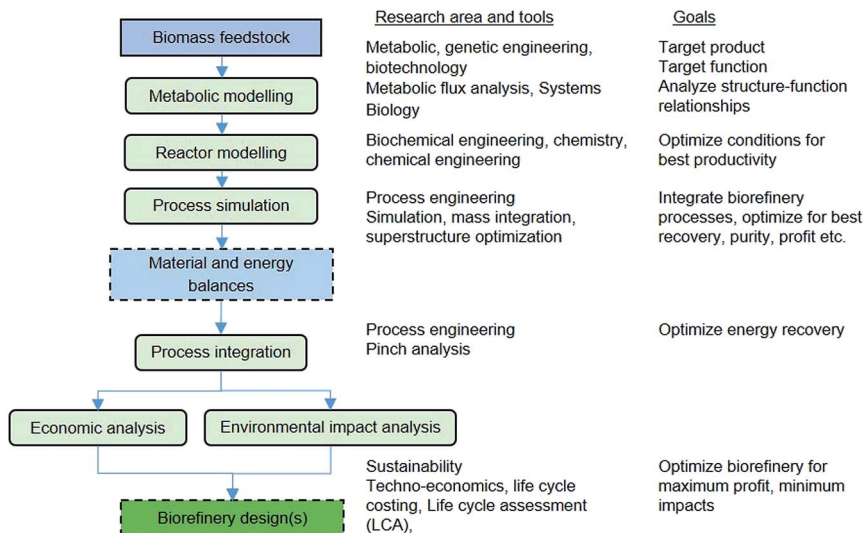 Research area and tools
Goals
Biomass feedstock
Metabolic, genetic engineering,
biotechnology
Metabolic flux analysis, Systems
Biology
Target product
Target function
Analyze structure-function
relationships
Metabolic modelling
Reactor modelling
Biochemical engineering, chemistry,
chemical engineering
Optimize conditions for
best productivity
Process simulation
Process engineering
Simulation, mass integration,
superstructure optimization
Integrate biorefinery
processes, optimize for best
recovery, purity, profit etc.
Material and energy
balances
Process integration
Process engineering
Pinch analysis
Optimize energy recovery
Economic analysis
Environmental impact analysis
Sustainability
Techno-economics, life cycle
costing, Life cycle assessment
(LCA),
Optimize biorefinery for
maximum profit, minimum
impacts
Biorefinery design(s)